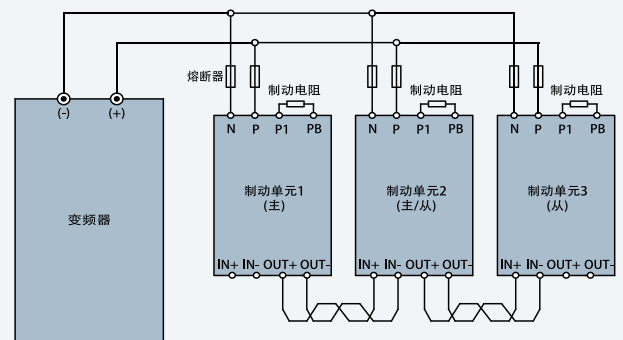 熔断器
制动电阻
制动电阻
制动电阻
(-)
(+)
N P P1 PB
N P P1 PB
N P P1 PB
变频器
制动单元1
(主)
制动单元2
(主/从)
制动单元3
(从)
IN+ IN- OUT+ OUT-
IN+ IN- OUT+ OUT-
IN+ IN- OUT+ OUT-